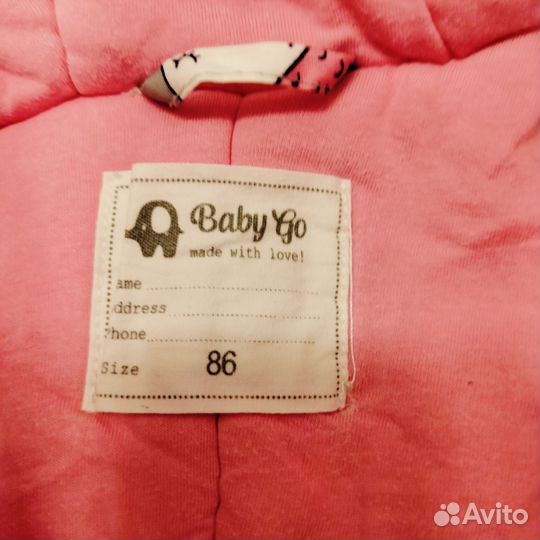 Baby Go
made with love!
ame
ddress
hone
Size 86
Avito